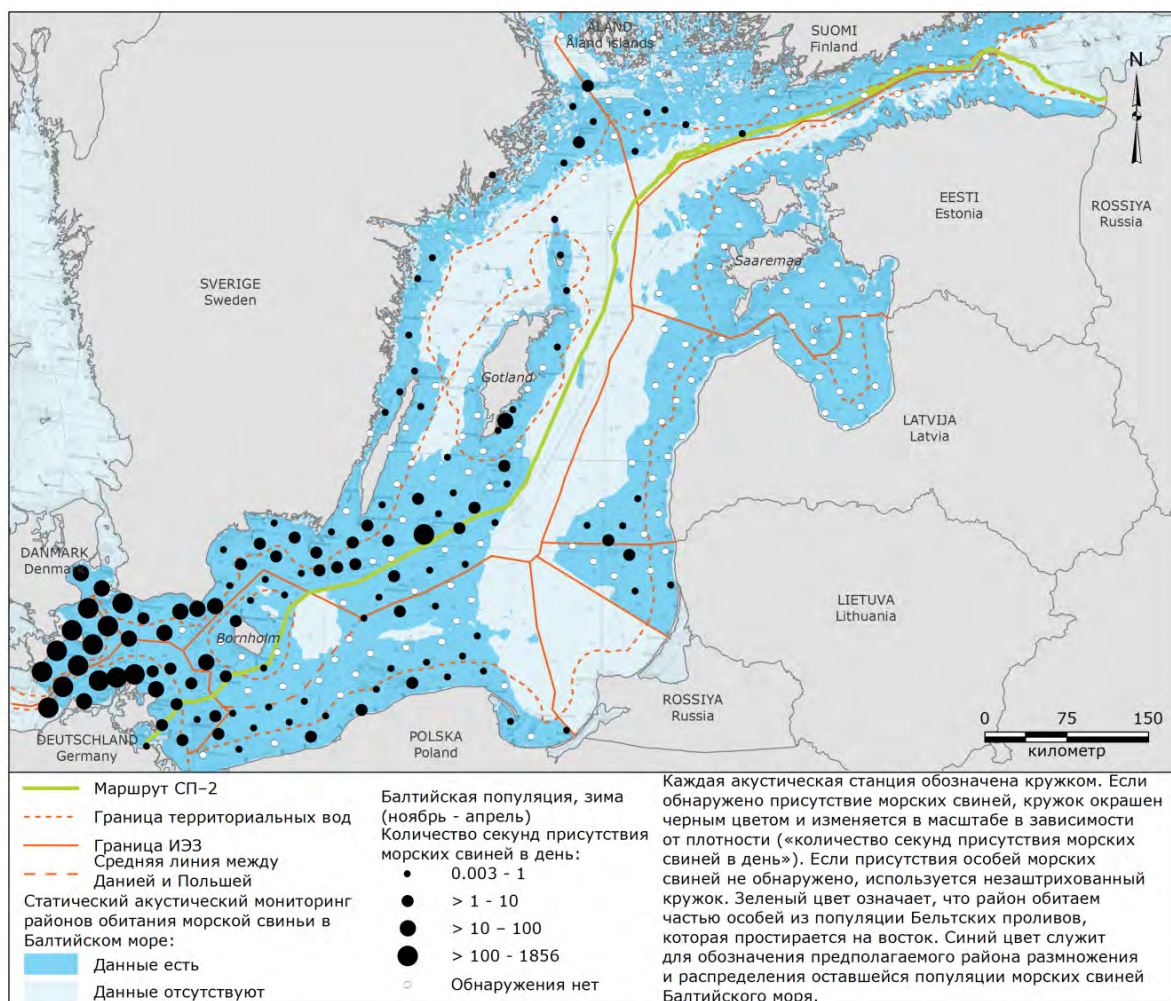 ÅLAND
Åland islands
SUOMI
Finland
N
EESTI
Estonia
ROSSIYA
Russia
SVERIGE
Sweden
Saaremaa
Gotland
LATVIJA
Latvia
DANMARK
Denmark
LIETUVA
Lithuania
Bornholm
ROSSIYA
Russia
DEUTSCHLAND
Germany
POLSKA
Poland
0 75 150
километр
Маршрут СП–2
Граница территориальных вод
Граница ИЭЗ
Средняя линия между
Данией и Польшей
Статический акустический мониторинг
районов обитания морской свиньи в
Балтийском море:
Данные есть
Данные отсутствуют
Балтийская популяция, зима
(ноябрь - апрель)
Количество секунд присутствия
морских свиней в день:
0.003 - 1
> 1 - 10
> 10 – 100
> 100 - 1856
Обнаружения нет
Каждая акустическая станция обозначена кружком. Если
обнаружено присутствие морских свиней, кружок окрашен
черным цветом и изменяется в масштабе в зависимости
от плотности («количество секунд присутствия морских
свиней в день»). Если присутствия особей морских
свиней не обнаружено, используется незаштрихованный
кружок. Зеленый цвет означает, что район обитаем
частью особей из популяции Бельтских проливов,
которая простирается на восток. Синий цвет служит
для обозначения предполагаемого района размножения
и распределения оставшейся популяции морских свиней
Балтийского моря.